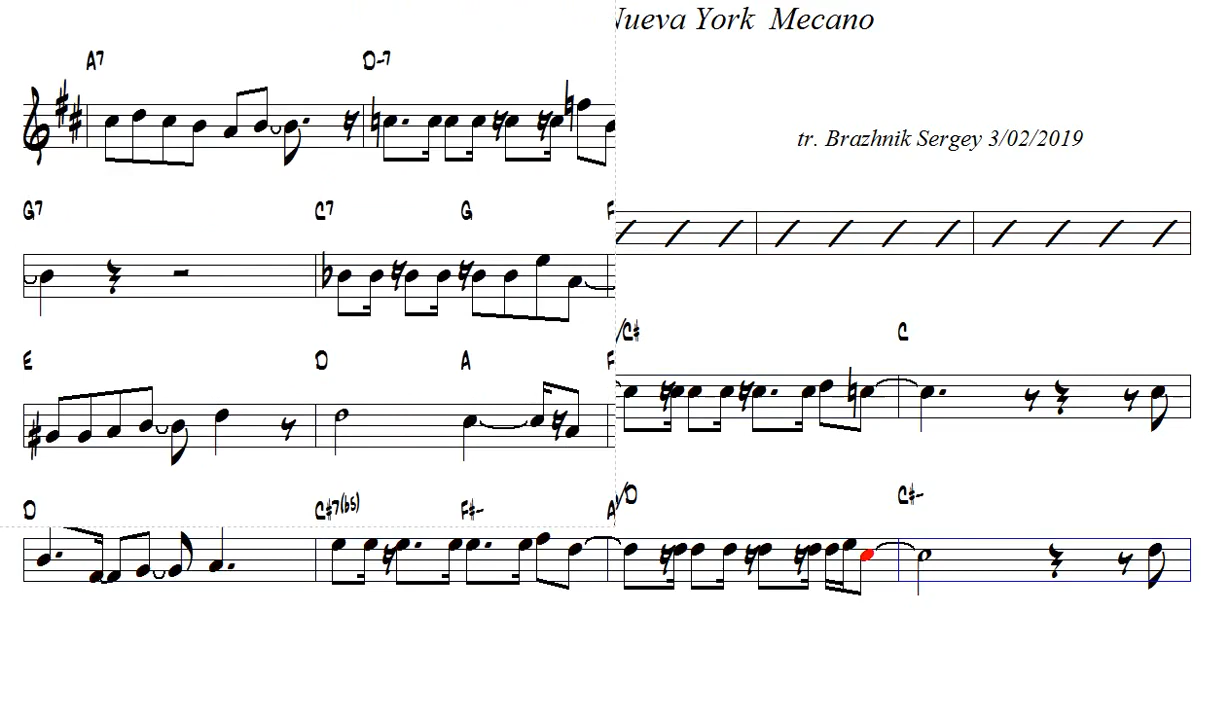 Nueva York Mecano
A7 D-7
tr. Brazhnik Sergey 3/02/2019
G7 C7 G
/C# C
E D A
/D C#-
D C#7(b5) F#-